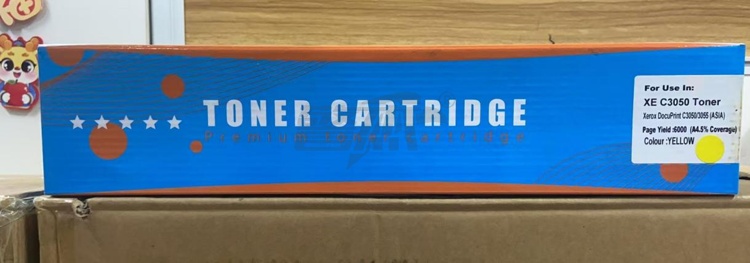 TONER CARTRIDGE
Premium Toner Cartridge
For Use In:
XE C3050 Toner
Xerox DocuPrint C3050/3055 (ASIA)
Page Yield :6000 (A4.5% Coverage)
Colour :YELLOW